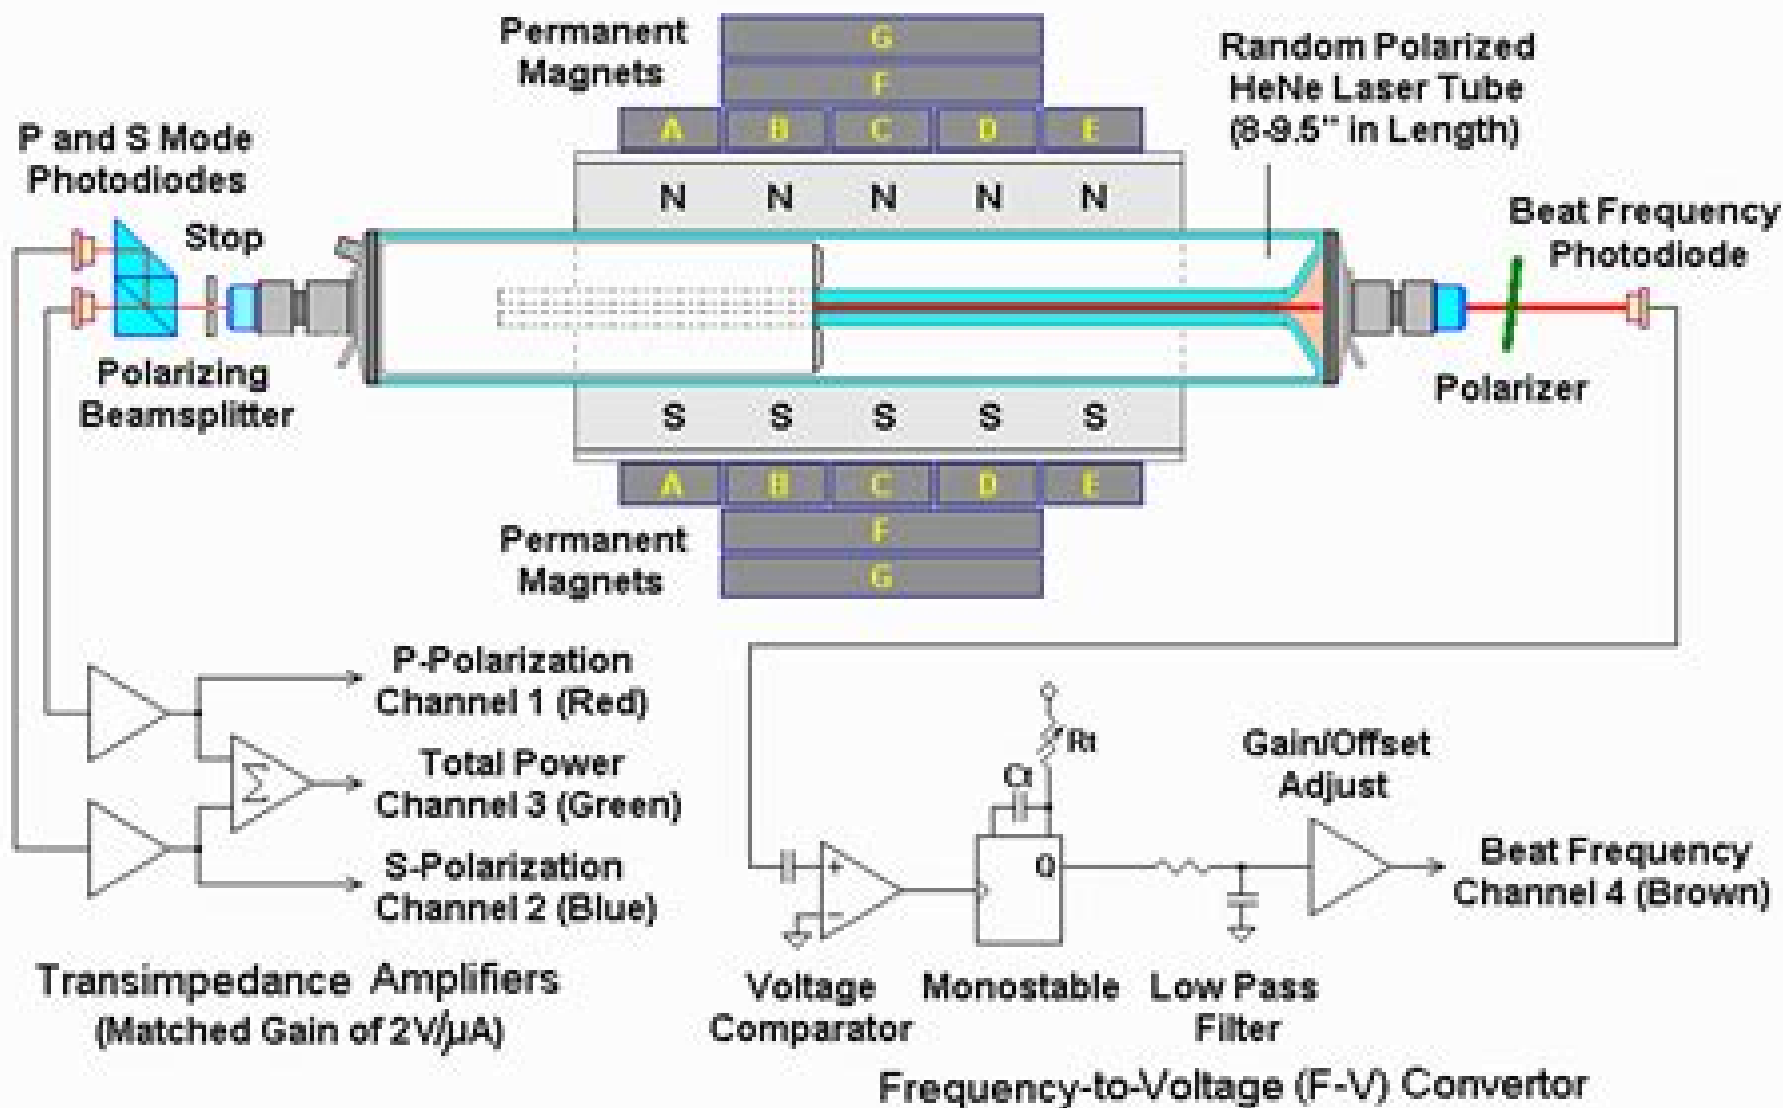 Permanent
Magnets
G
F
A B C D E
Random Polarized
HeNe Laser Tube
(8-9.5" in Length)
P and S Mode
Photodiodes
Stop
N N N N N
Beat Frequency
Photodiode
Polarizing
Beamsplitter
Polarizer
S S S S S
A B C D E
F
G
Permanent
Magnets
P-Polarization
Channel 1 (Red)
Total Power
Channel 3 (Green)
Σ
S-Polarization
Channel 2 (Blue)
Transimpedance Amplifiers
(Matched Gain of 2V/µA)
Rt
Ct
Gain/Offset
Adjust
+
-
Q
Beat Frequency
Channel 4 (Brown)
Voltage
Comparator
Monostable
Low Pass
Filter
Frequency-to-Voltage (F-V) Convertor